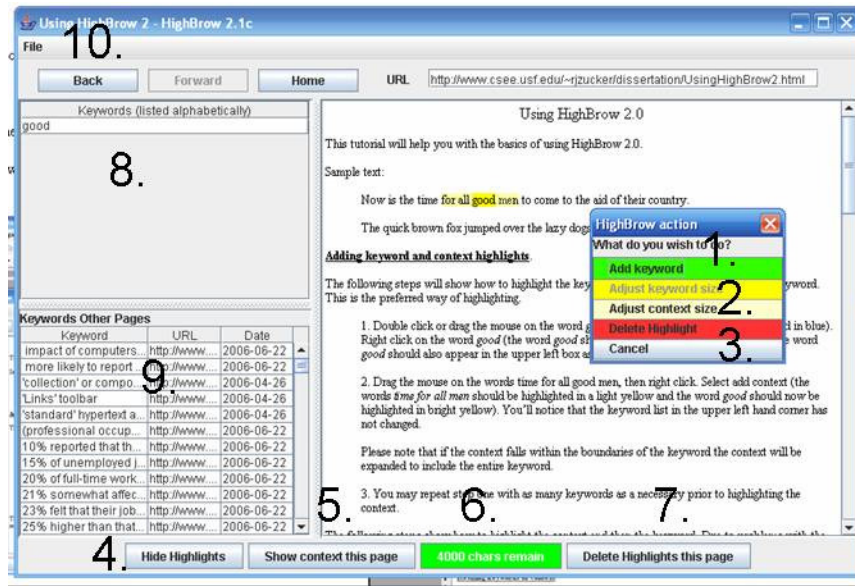 Using HighBrow 2 - HighBrow 2.1c
10.
File
Back Forward Home URL http://www.csee.usf.edu/~rjzucker/dissertation/UsingHighBrow2.html
Keywords (listed alphabetically)
good
8.
Using HighBrow 2.0
This tutorial will help you with the basics of using HighBrow 2.0.
Sample text:
Now is the time for all good men to come to the aid of their country.
The quick brown fox jumped over the lazy dogs
Adding keyword and context highlights.
The following steps will show how to highlight the key yword.
This is the preferred way of highlighting.
1. Double click or drag the mouse on the word d in blue).
Right click on the word good (the word good sh word
good should also appear in the upper left box as
2. Drag the mouse on the words time for all good men, then right click. Select add context (the
words time for all men should be highlighted in a light yellow and the word good should now be
highlighted in bright yellow). You'll notice that the keyword list in the upper left hand corner has
not changed.
Please note that if the context falls within the boundaries of the keyword the context will be
expanded to include the entire keyword.
3. You may repeat step one with as many keywords as a necessary prior to highlighting the
context.
HighBrow action
What do you wish to do?
1.
Add keyword
Adjust keyword size
2.
Adjust context size
Delete Highlight
3.
Cancel
Keywords Other Pages
Keyword URL Date
impact of computers... http://www.... 2006-06-22
more likely to report ... http://www.... 2006-06-22
9.
'collection' or compo... http://www.... 2006-04-26
'Links' toolbar http://www.... 2006-04-26
'standard' hypertext a... http://www.... 2006-04-26
(professional occup... http://www.... 2006-06-22
10% reported that th... http://www.... 2006-06-22
15% of unemployed j... http://www.... 2006-06-22
20% of full-time work... http://www.... 2006-06-22
21% somewhat affec... http://www.... 2006-06-22
23% felt that their job... http://www.... 2006-06-22
25% higher than that... http://www.... 2006-06-22
5. 6. 7.
4.
Hide Highlights Show context this page 4000 chars remain Delete Highlights this page